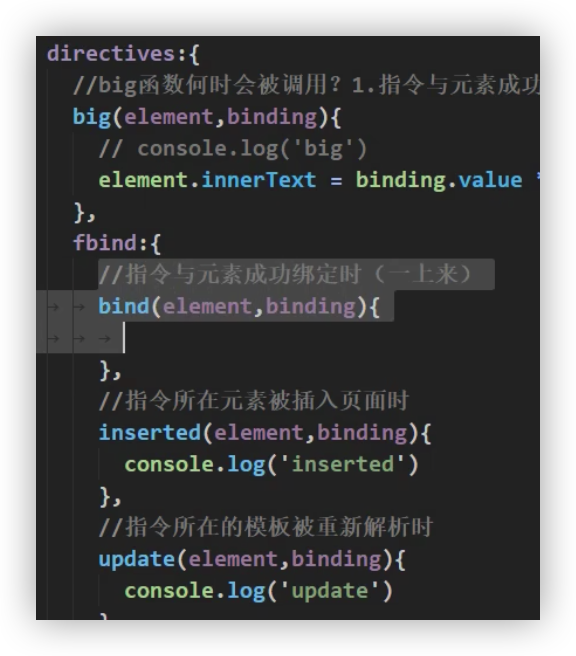 directives:{
//big函数何时会被调用？1.指令与元素成功
big(element,binding){
// console.log('big')
element.innerText = binding.value *
},
fbind:{
//指令与元素成功绑定时（一上来）
bind(element,binding){
},
//指令所在元素被插入页面时
inserted(element,binding){
console.log('inserted')
},
//指令所在的模板被重新解析时
update(element,binding){
console.log('update')